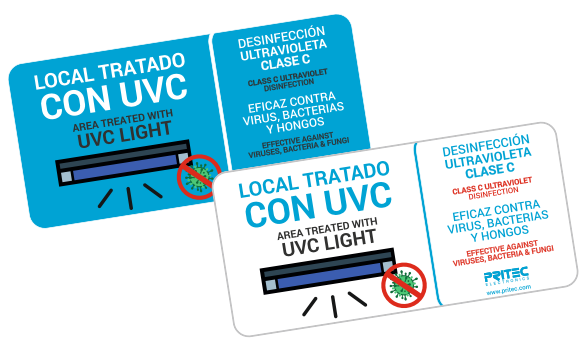 LOCAL TRATADO
CON UVC
AREA TREATED WITH
UVC LIGHT
DESINFECCIÓN
ULTRAVIOLETA
CLASE C
CLASS C ULTRAVIOLET
DISINFECTION
EFICAZ CONTRA
VIRUS, BACTERIAS
Y HONGOS
EFFECTIVE AGAINST
VIRUSES, BACTERIA & FUNGI
LOCAL TRATADO
CON UVC
AREA TREATED WITH
UVC LIGHT
DESINFECCIÓN
ULTRAVIOLETA
CLASE C
CLASS C ULTRAVIOLET
DISINFECTION
EFICAZ CONTRA
VIRUS, BACTERIAS
Y HONGOS
EFFECTIVE AGAINST
VIRUSES, BACTERIA & FUNGI
PRITEC
ELECTRONICS
www.pritec.com